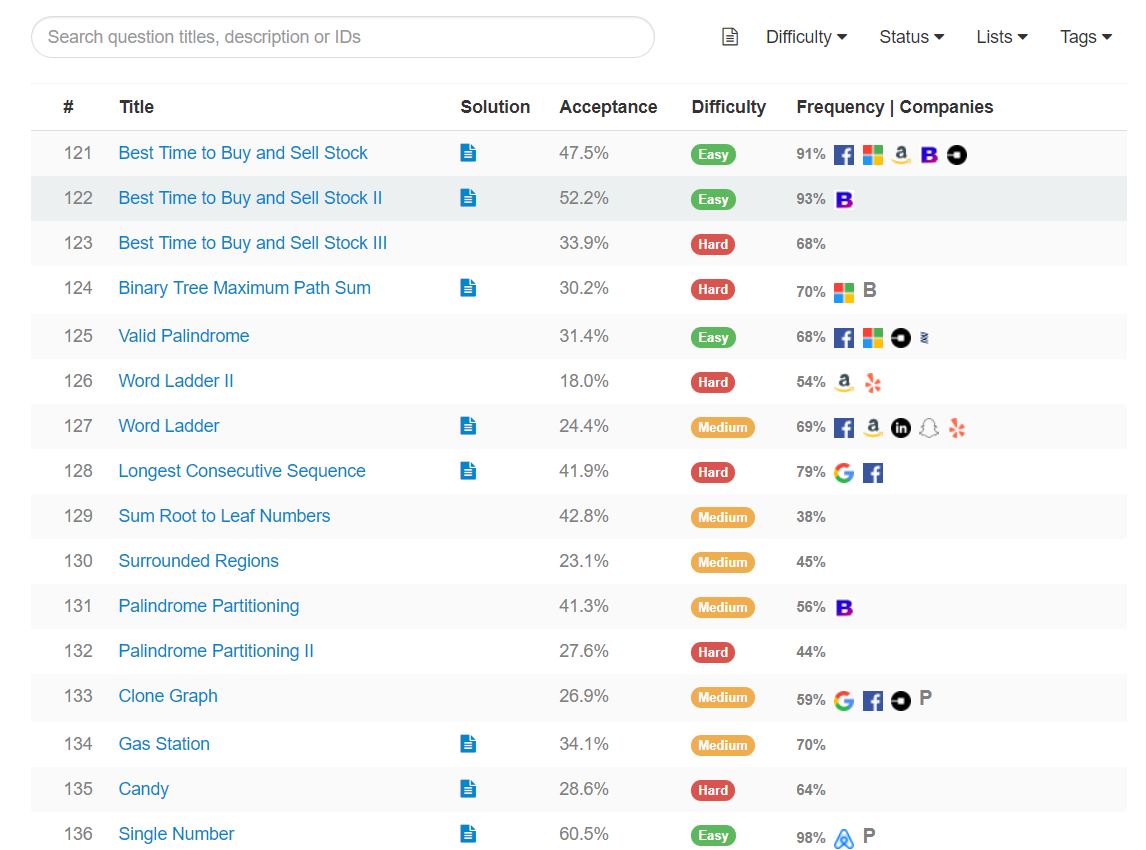 Search question titles, description or IDs Difficulty Status Lists Tags
# Title Solution Acceptance Difficulty Frequency | Companies
121 Best Time to Buy and Sell Stock 47.5% Easy 91% a B
122 Best Time to Buy and Sell Stock II 52.2% Easy 93% B
123 Best Time to Buy and Sell Stock III 33.9% Hard 68%
124 Binary Tree Maximum Path Sum 30.2% Hard 70% B
125 Valid Palindrome 31.4% Easy 68%
126 Word Ladder II 18.0% Hard 54% a
127 Word Ladder 24.4% Medium 69% a in
128 Longest Consecutive Sequence 41.9% Hard 79%
129 Sum Root to Leaf Numbers 42.8% Medium 38%
130 Surrounded Regions 23.1% Medium 45%
131 Palindrome Partitioning 41.3% Medium 56% B
132 Palindrome Partitioning II 27.6% Hard 44%
133 Clone Graph 26.9% Medium 59% P
134 Gas Station 34.1% Medium 70%
135 Candy 28.6% Hard 64%
136 Single Number 60.5% Easy 98% P